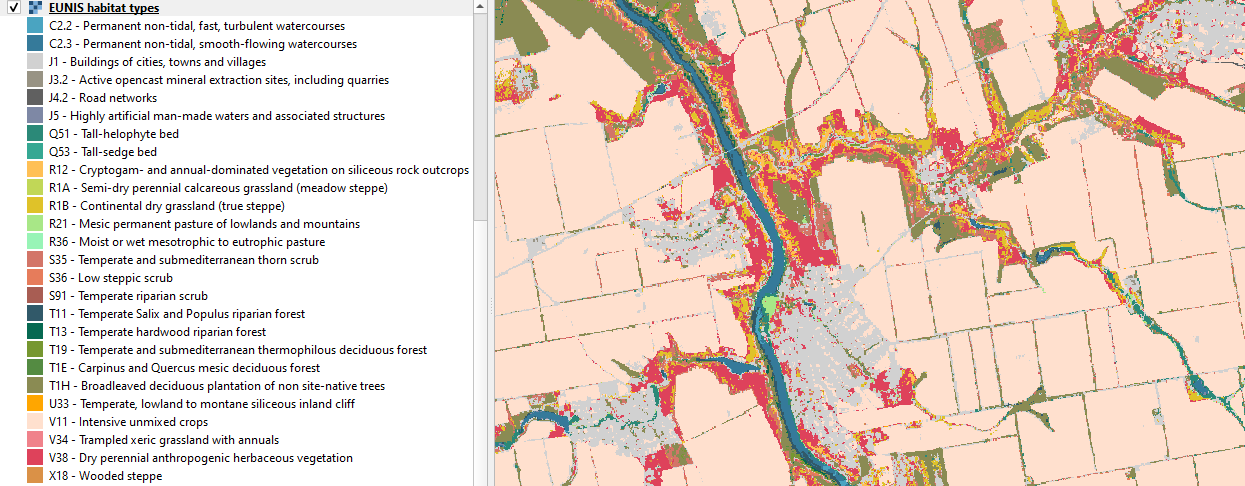 EUNIS habitat types
C2.2 - Permanent non-tidal, fast, turbulent watercourses
C2.3 - Permanent non-tidal, smooth-flowing watercourses
J1 - Buildings of cities, towns and villages
J3.2 - Active opencast mineral extraction sites, including quarries
J4.2 - Road networks
J5 - Highly artificial man-made waters and associated structures
Q51 - Tall-helophyte bed
Q53 - Tall-sedge bed
R12 - Cryptogam- and annual-dominated vegetation on siliceous rock outcrops
R1A - Semi-dry perennial calcareous grassland (meadow steppe)
R1B - Continental dry grassland (true steppe)
R21 - Mesic permanent pasture of lowlands and mountains
R36 - Moist or wet mesotrophic to eutrophic pasture
S35 - Temperate and submediterranean thorn scrub
S36 - Low steppic scrub
S91 - Temperate riparian scrub
T11 - Temperate Salix and Populus riparian forest
T13 - Temperate hardwood riparian forest
T19 - Temperate and submediterranean thermophilous deciduous forest
T1E - Carpinus and Quercus mesic deciduous forest
T1H - Broadleaved deciduous plantation of non site-native trees
U33 - Temperate, lowland to montane siliceous inland cliff
V11 - Intensive unmixed crops
V34 - Trampled xeric grassland with annuals
V38 - Dry perennial anthropogenic herbaceous vegetation
X18 - Wooded steppe